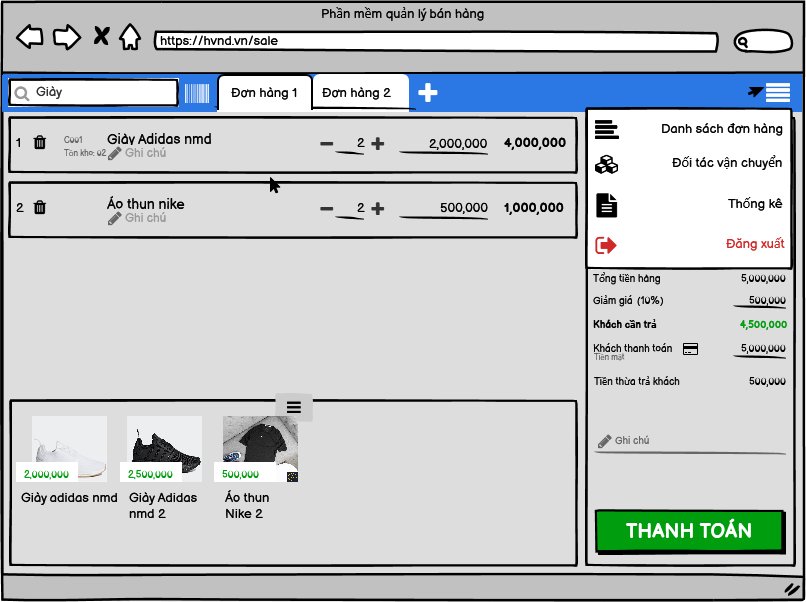 Phần mềm quản lý bán hàng
https://hvnd.vn/sale
Giày
Đơn hàng 1
Đơn hàng 2
1
C001
Tồn kho: 02
Giày Adidas nmd
Ghi chú
2
2,000,000
4,000,000
2
Áo thun nike
Ghi chú
2
500,000
1,000,000
Danh sách đơn hàng
Đối tác vận chuyển
Thống kê
Đăng xuất
Tổng tiền hàng
5,000,000
Giảm giá (10%)
500,000
Khách cần trả
4,500,000
Khách thanh toán
5,000,000
Tiền mặt
Tiền thừa trả khách
500,000
Ghi chú
THANH TOÁN
2,000,000
Giày adidas nmd
2,500,000
Giày Adidas
nmd 2
500,000
Áo thun
Nike 2